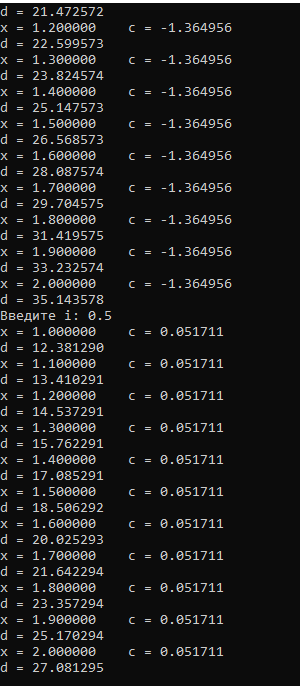 d = 21.472572
x = 1.200000    c = -1.364956
d = 22.599573
x = 1.300000    c = -1.364956
d = 23.824574
x = 1.400000    c = -1.364956
d = 25.147573
x = 1.500000    c = -1.364956
d = 26.568573
x = 1.600000    c = -1.364956
d = 28.087574
x = 1.700000    c = -1.364956
d = 29.704575
x = 1.800000    c = -1.364956
d = 31.419575
x = 1.900000    c = -1.364956
d = 33.232574
x = 2.000000    c = -1.364956
d = 35.143578
Введите i: 0.5
x = 1.000000    c = 0.051711
d = 12.381290
x = 1.100000    c = 0.051711
d = 13.410291
x = 1.200000    c = 0.051711
d = 14.537291
x = 1.300000    c = 0.051711
d = 15.762291
x = 1.400000    c = 0.051711
d = 17.085291
x = 1.500000    c = 0.051711
d = 18.506292
x = 1.600000    c = 0.051711
d = 20.025293
x = 1.700000    c = 0.051711
d = 21.642294
x = 1.800000    c = 0.051711
d = 23.357294
x = 1.900000    c = 0.051711
d = 25.170294
x = 2.000000    c = 0.051711
d = 27.081295